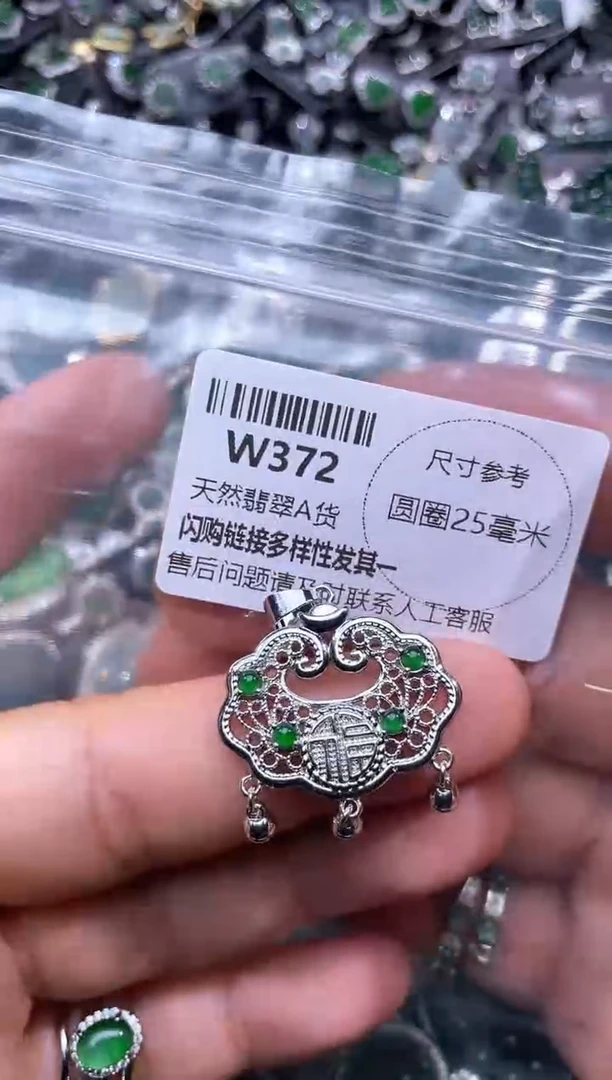 W372
天然翡翠A货
闪购链接多样性发其一
售后问题请及时联系人工客服
尺寸参考
圆圈25毫米
福